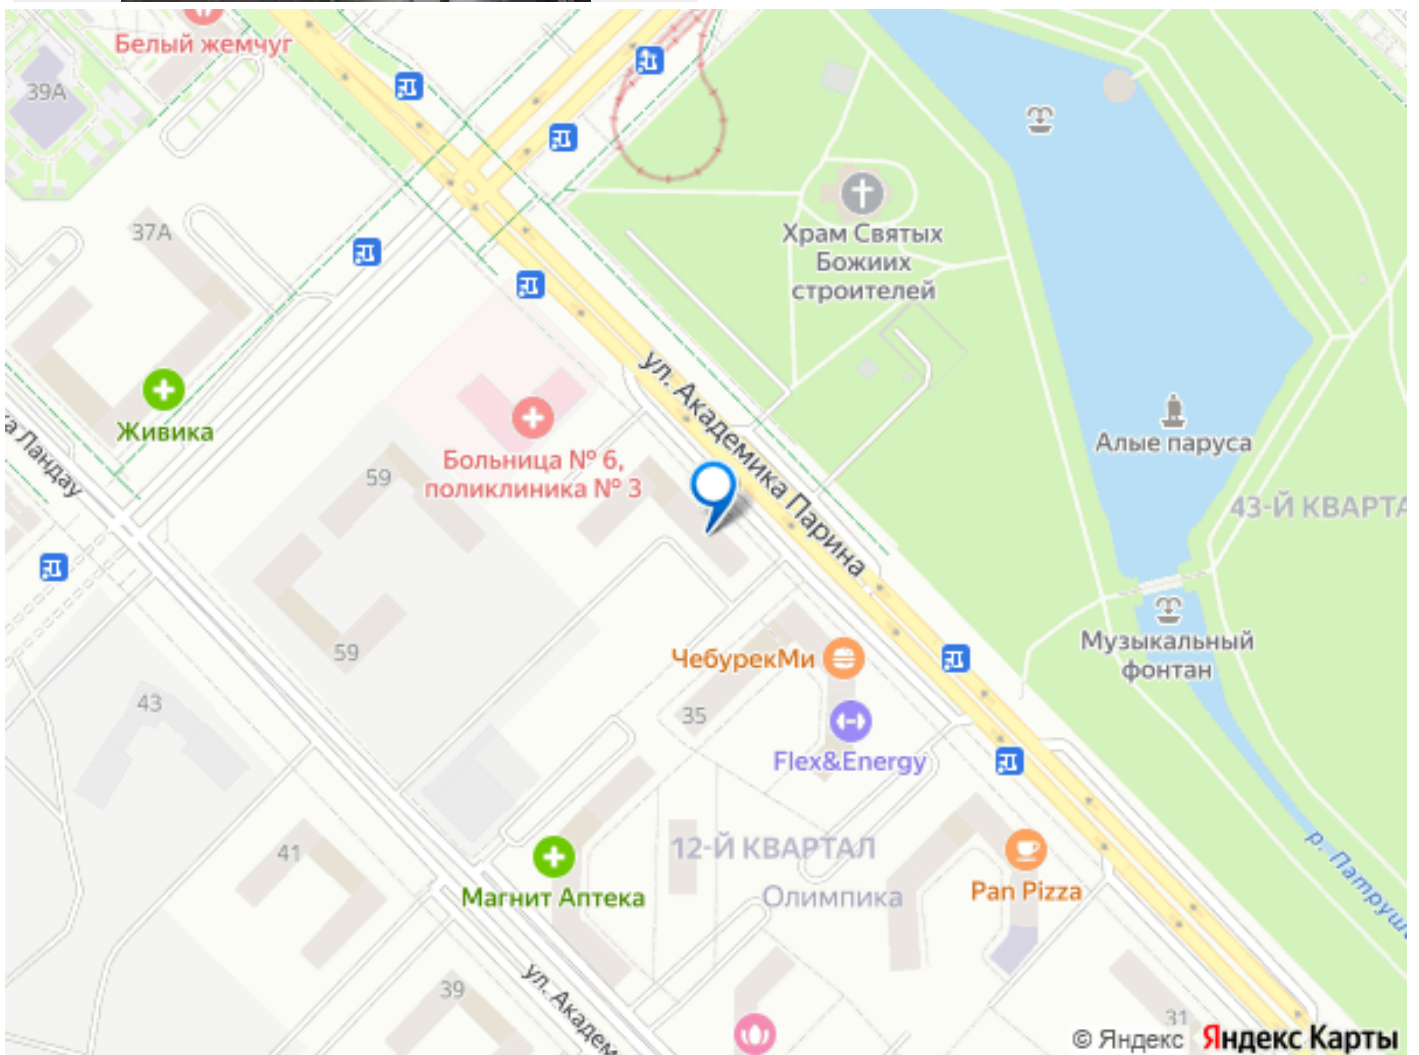 Белый жемчуг
39А
37А
Храм Святых
Божиих
строителей
ул. Академика Парина
Живика
Больница № 6,
поликлиника № 3
Алые паруса
43-Й КВАРТА
а Ландау
59
59
Музыкальный
фонтан
ЧебурекМи
35
43
Flex&Energy
12-Й КВАРТАЛ
Олимпика
Pan Pizza
41
Магнит Аптека
р. Патруш
39
ул. Академ
31
© Яндекс Яндекс Карты